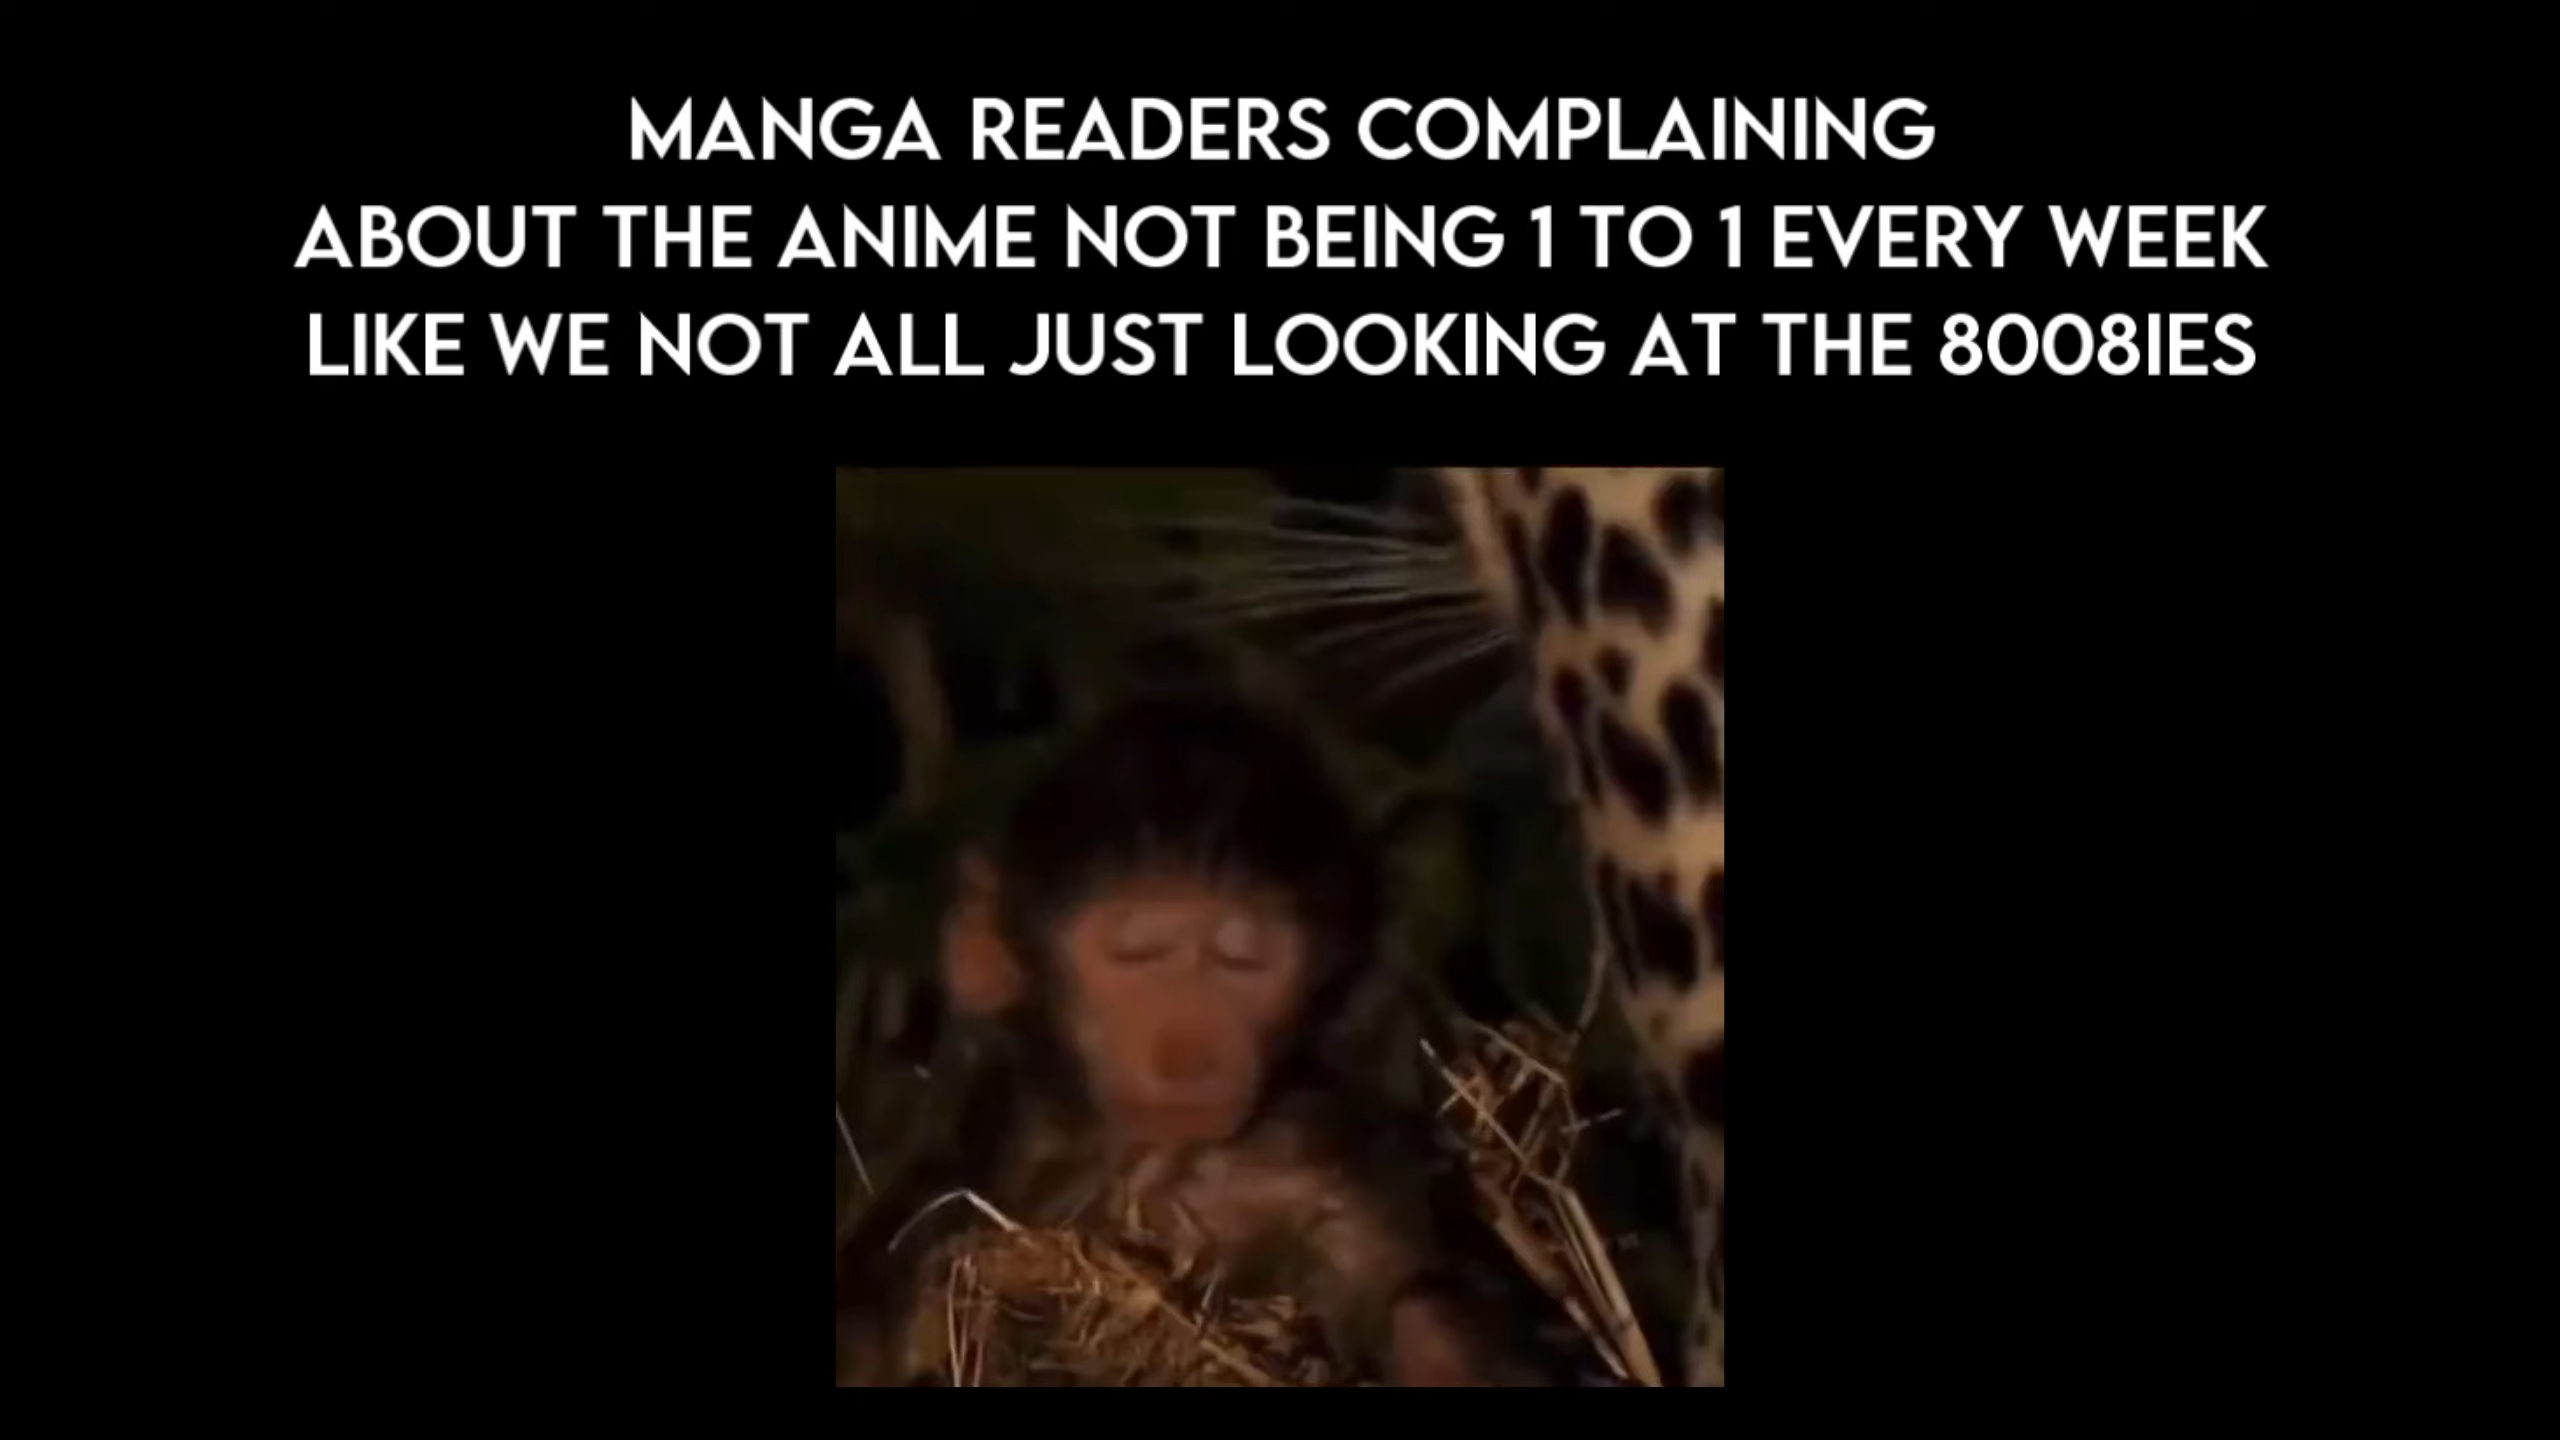 MANGA READERS COMPLAINING
ABOUT THE ANIME NOT BEING 1 TO 1 EVERY WEEK
LIKE WE NOT ALL JUST LOOKING AT THE 8008IES